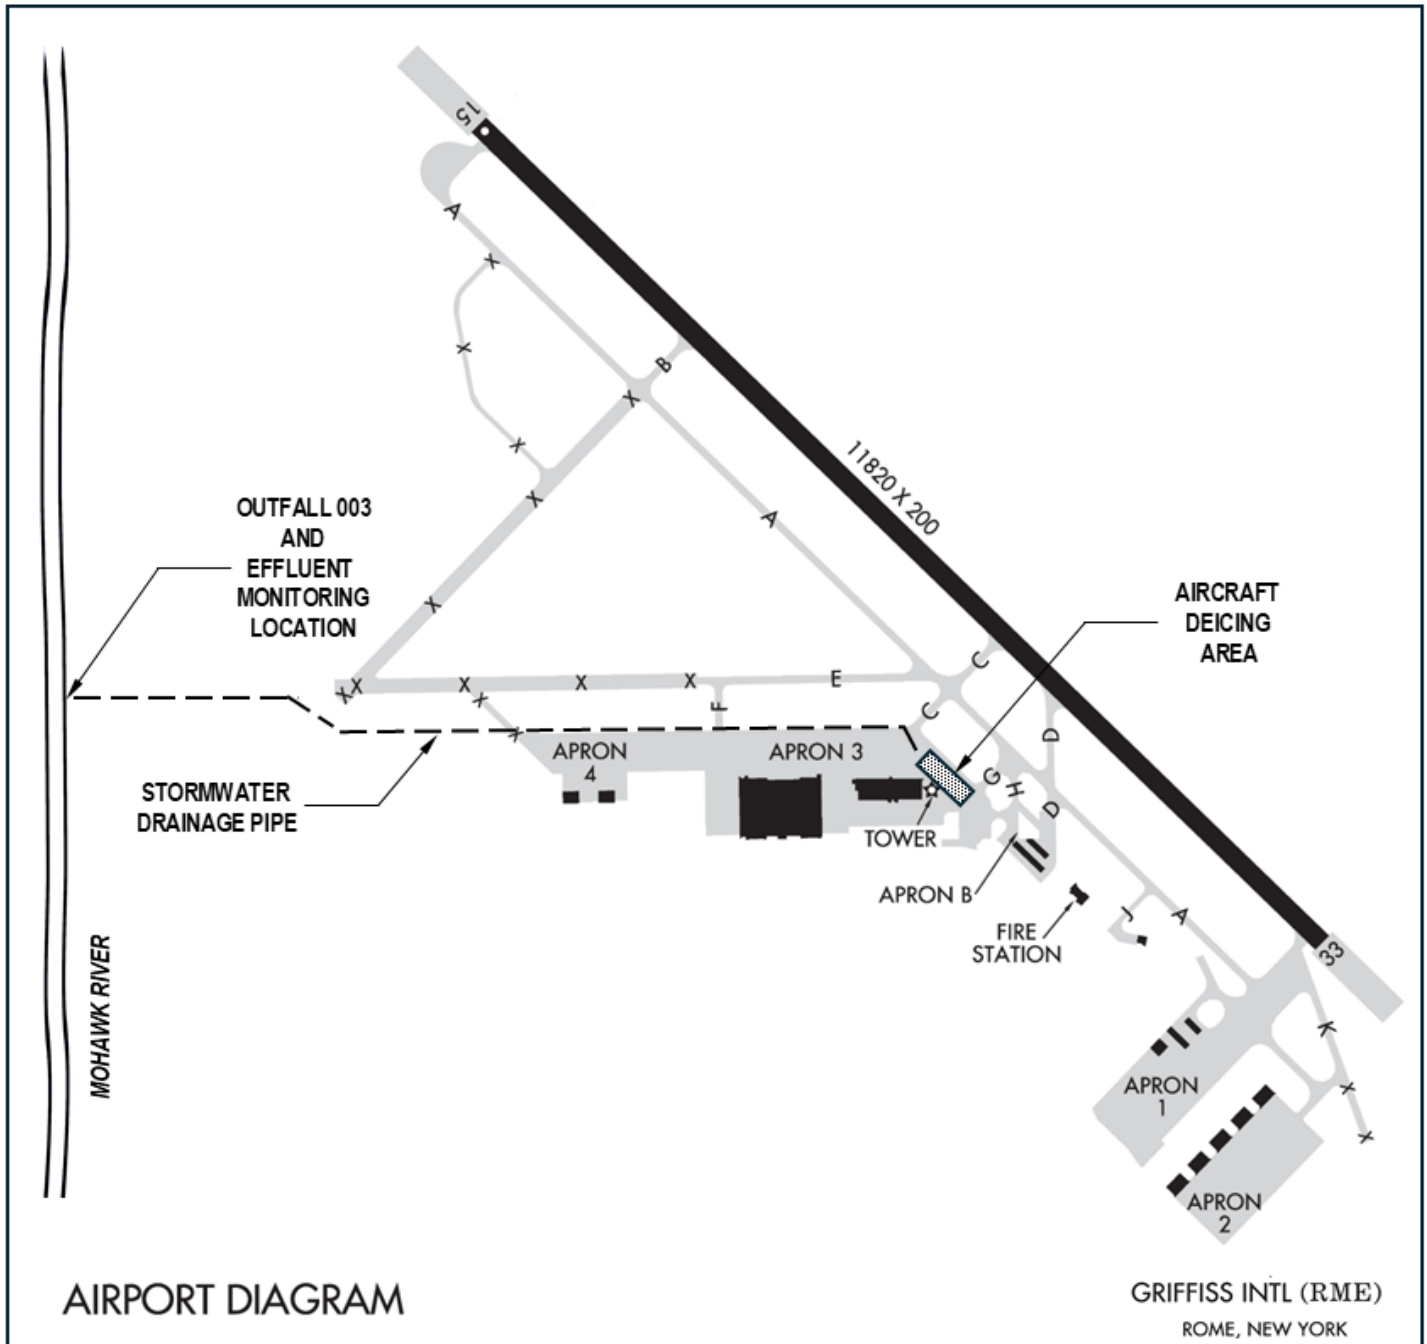 15
A
X
X
B
X
X
11820 X 200
X
A
OUTFALL 003
AND
EFFLUENT
MONITORING
LOCATION
X
AIRCRAFT
DEICING
AREA
C
X X X X X E
X F C D
X
APRON
4
APRON 3
G
H
D
STORMWATER
DRAINAGE PIPE
TOWER
APRON B
J A
FIRE
STATION
33
MOHAWK RIVER
K
APRON
1
X
X
APRON
2
AIRPORT DIAGRAM
GRIFFISS INTL (RME)
ROME, NEW YORK